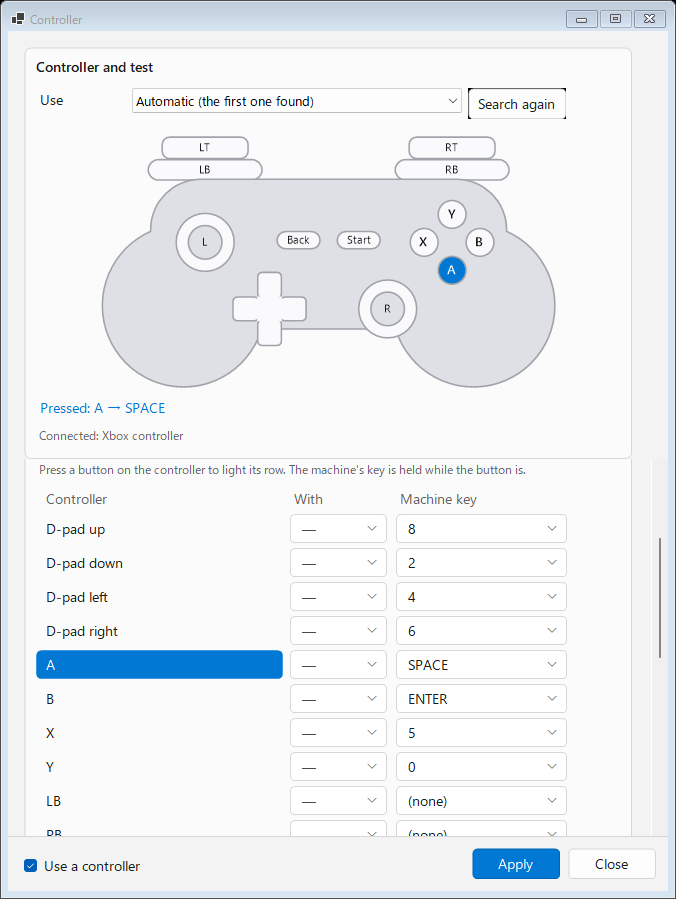 Controller
Controller and test
Use
Automatic (the first one found)
Search again
LT
RT
LB
RB
Y
L
Back
Start
X
B
A
R
Pressed: A → SPACE
Connected: Xbox controller
Press a button on the controller to light its row. The machine's key is held while the button is.
Controller With Machine key
D-pad up — 8
D-pad down — 2
D-pad left — 4
D-pad right — 6
A — SPACE
B — ENTER
X — 5
Y — 0
LB — (none)
RB — (none)
Use a controller
Apply
Close